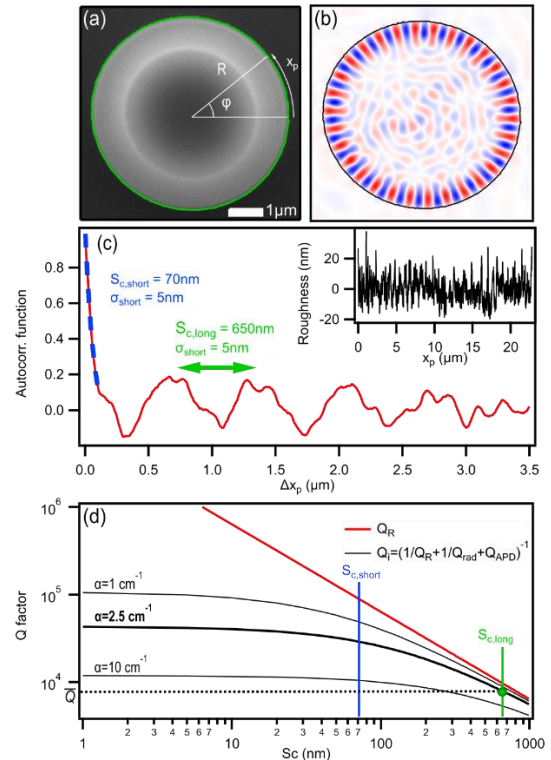 (a)
R
x_p
φ
1μm
(b)
(c)
S_c,short = 70nm
σ_short = 5nm
S_c,long = 650nm
σ_short = 5nm
Autocorr. function
0.8
0.6
0.4
0.2
0.0
0.0 0.5 1.0 1.5 2.0 2.5 3.0 3.5
Δx_p (μm)
Roughness (nm)
20
0
-20
0 5 10 15 20
x_p (μm)
(d)
Q_R
Q_i=(1/Q_R+1/Q_rad+Q_APD)^-1
S_c,short
S_c,long
α=1 cm^-1
α=2.5 cm^-1
α=10 cm^-1
Q factor
10^6
10^5
10^4
Q̅
1 2 3 4 5 6 7 10 2 3 4 5 6 7 100 2 3 4 5 6 7 1000
Sc (nm)